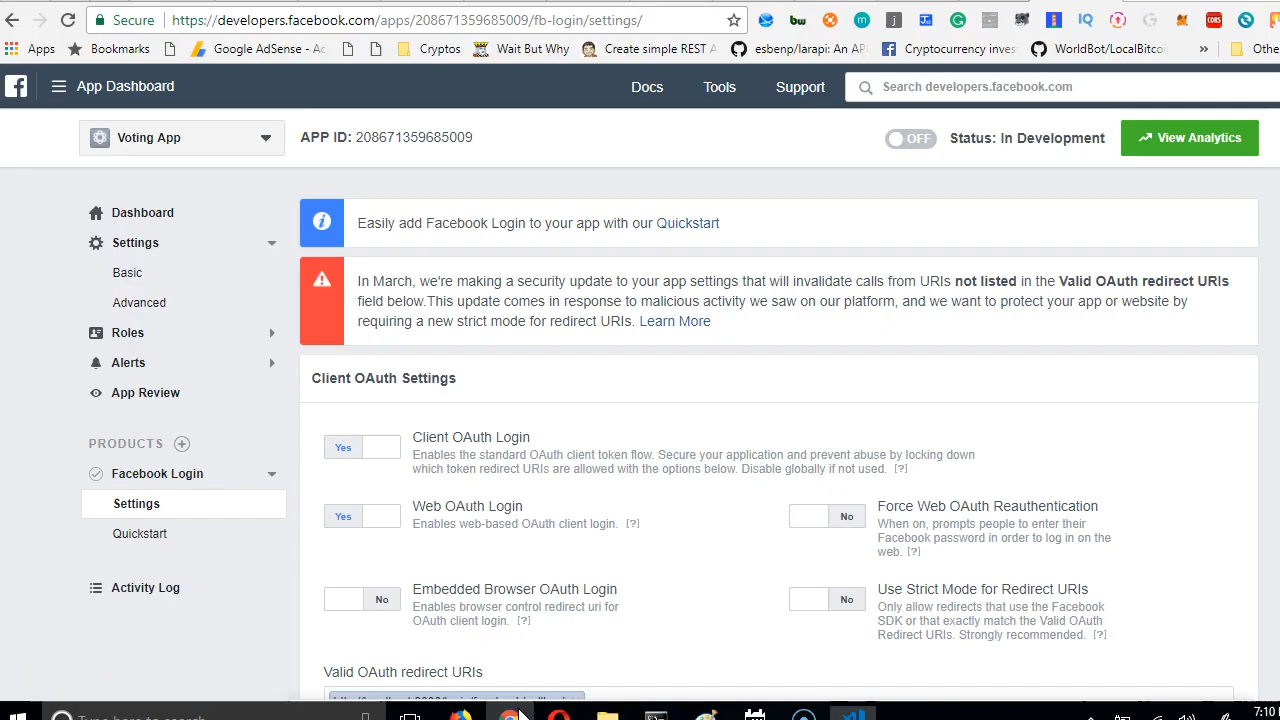 Secure
https://developers.facebook.com/apps/208671359685009/fb-login/settings/
Apps
Bookmarks
Google AdSense - Ac
Crypto
Wait But Why
Create simple REST A
esbenp/larapi: An AP
Cryptocurrency inves
WorldBot/LocalBitco
»
Othe
App Dashboard
Docs
Tools
Support
Search developers.facebook.com
Voting App
APP ID: 208671359685009
OFF
Status: In Development
View Analytics
Dashboard
Settings
Basic
Advanced
Roles
Alerts
App Review
PRODUCTS
Facebook Login
Settings
Quickstart
Activity Log
Easily add Facebook Login to your app with our Quickstart
In March, we're making a security update to your app settings that will invalidate calls from URIs not listed in the Valid OAuth redirect URIs
field below.This update comes in response to malicious activity we saw on our platform, and we want to protect your app or website by
requiring a new strict mode for redirect URIs. Learn More
Client OAuth Settings
Yes
Client OAuth Login
Enables the standard OAuth client token flow. Secure your application and prevent abuse by locking down
which token redirect URIs are allowed with the options below. Disable globally if not used. [?]
Yes
Web OAuth Login
Enables web-based OAuth client login. [?]
No
Force Web OAuth Reauthentication
When on, prompts people to enter their
Facebook password in order to log in on the
web. [?]
No
Embedded Browser OAuth Login
Enables browser control redirect uri for
OAuth client login. [?]
No
Use Strict Mode for Redirect URIs
Only allow redirects that use the Facebook
SDK or that exactly match the Valid OAuth
Redirect URIs. Strongly recommended. [?]
Valid OAuth redirect URIs
Type here to search
7:10